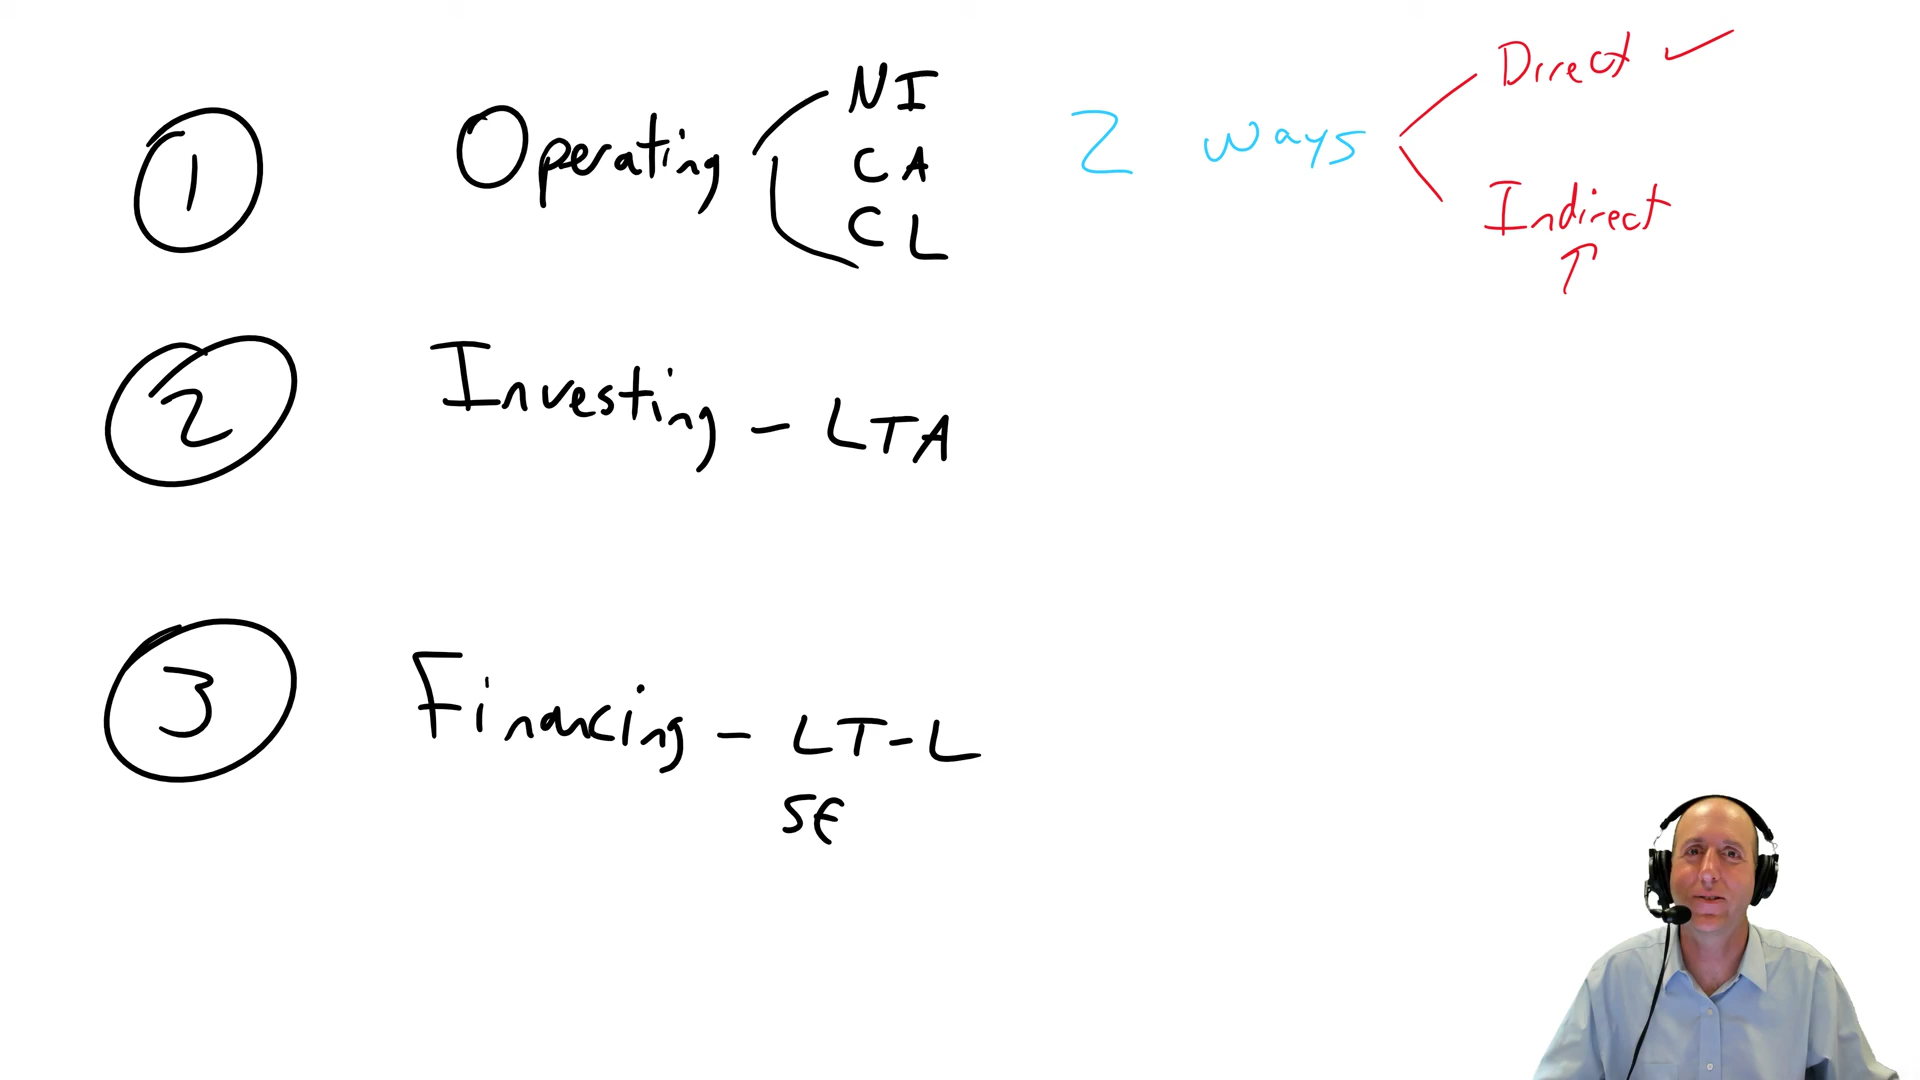 1 Operating NI
CA
CL
2 ways
Direct
Indirect
2 Investing - LTA
3 Financing - LT-L
SE